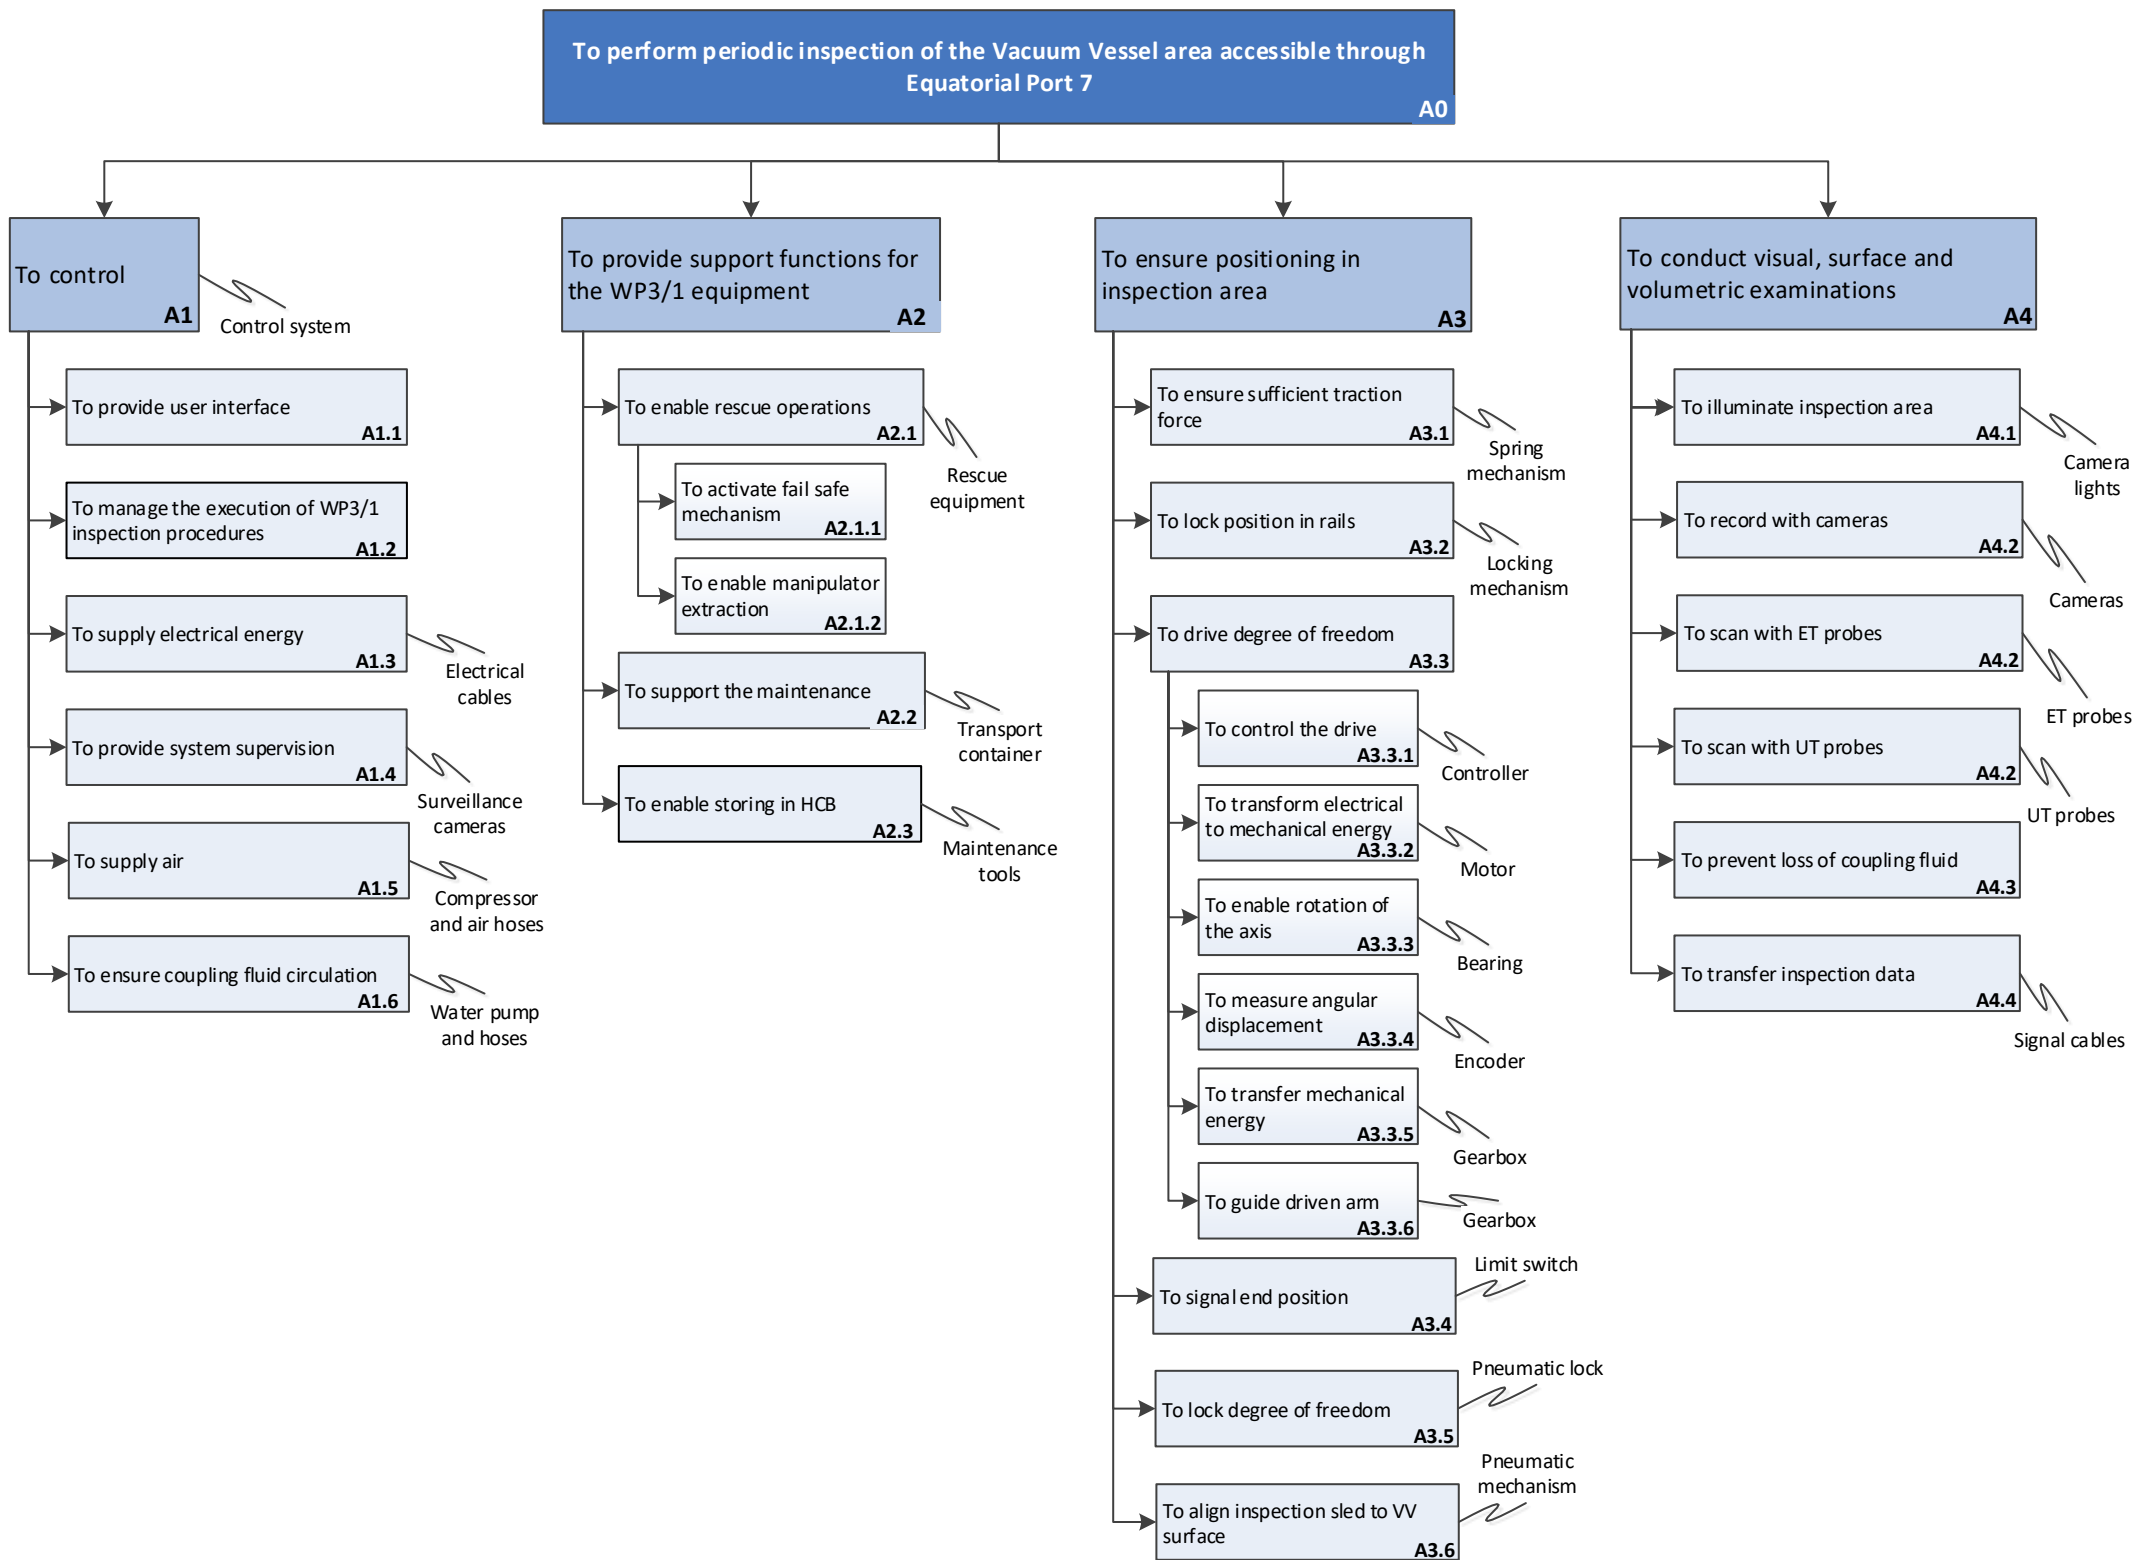 To perform periodic inspection of the Vacuum Vessel area accessible through
Equatorial Port 7
A0
To control
A1
Control system
To provide user interface
A1.1
To manage the execution of WP3/1
inspection procedures
A1.2
To supply electrical energy
A1.3
Electrical
cables
To provide system supervision
A1.4
Surveillance
cameras
To supply air
A1.5
Compressor
and air hoses
To ensure coupling fluid circulation
A1.6
Water pump
and hoses
To provide support functions for
the WP3/1 equipment
A2
To enable rescue operations
A2.1
Rescue
equipment
To activate fail safe
mechanism
A2.1.1
To enable manipulator
extraction
A2.1.2
To support the maintenance
A2.2
Transport
container
To enable storing in HCB
A2.3
Maintenance
tools
To ensure positioning in
inspection area
A3
To ensure sufficient traction
force
A3.1
Spring
mechanism
To lock position in rails
A3.2
Locking
mechanism
To drive degree of freedom
A3.3
To control the drive
A3.3.1
Controller
To transform electrical
to mechanical energy
A3.3.2
Motor
To enable rotation of
the axis
A3.3.3
Bearing
To measure angular
displacement
A3.3.4
Encoder
To transfer mechanical
energy
A3.3.5
Gearbox
To guide driven arm
A3.3.6
Gearbox
To signal end position
A3.4
Limit switch
To lock degree of freedom
A3.5
Pneumatic lock
To align inspection sled to VV
surface
A3.6
Pneumatic
mechanism
To conduct visual, surface and
volumetric examinations
A4
To illuminate inspection area
A4.1
Camera
lights
To record with cameras
A4.2
Cameras
To scan with ET probes
A4.2
ET probes
To scan with UT probes
A4.2
UT probes
To prevent loss of coupling fluid
A4.3
To transfer inspection data
A4.4
Signal cables